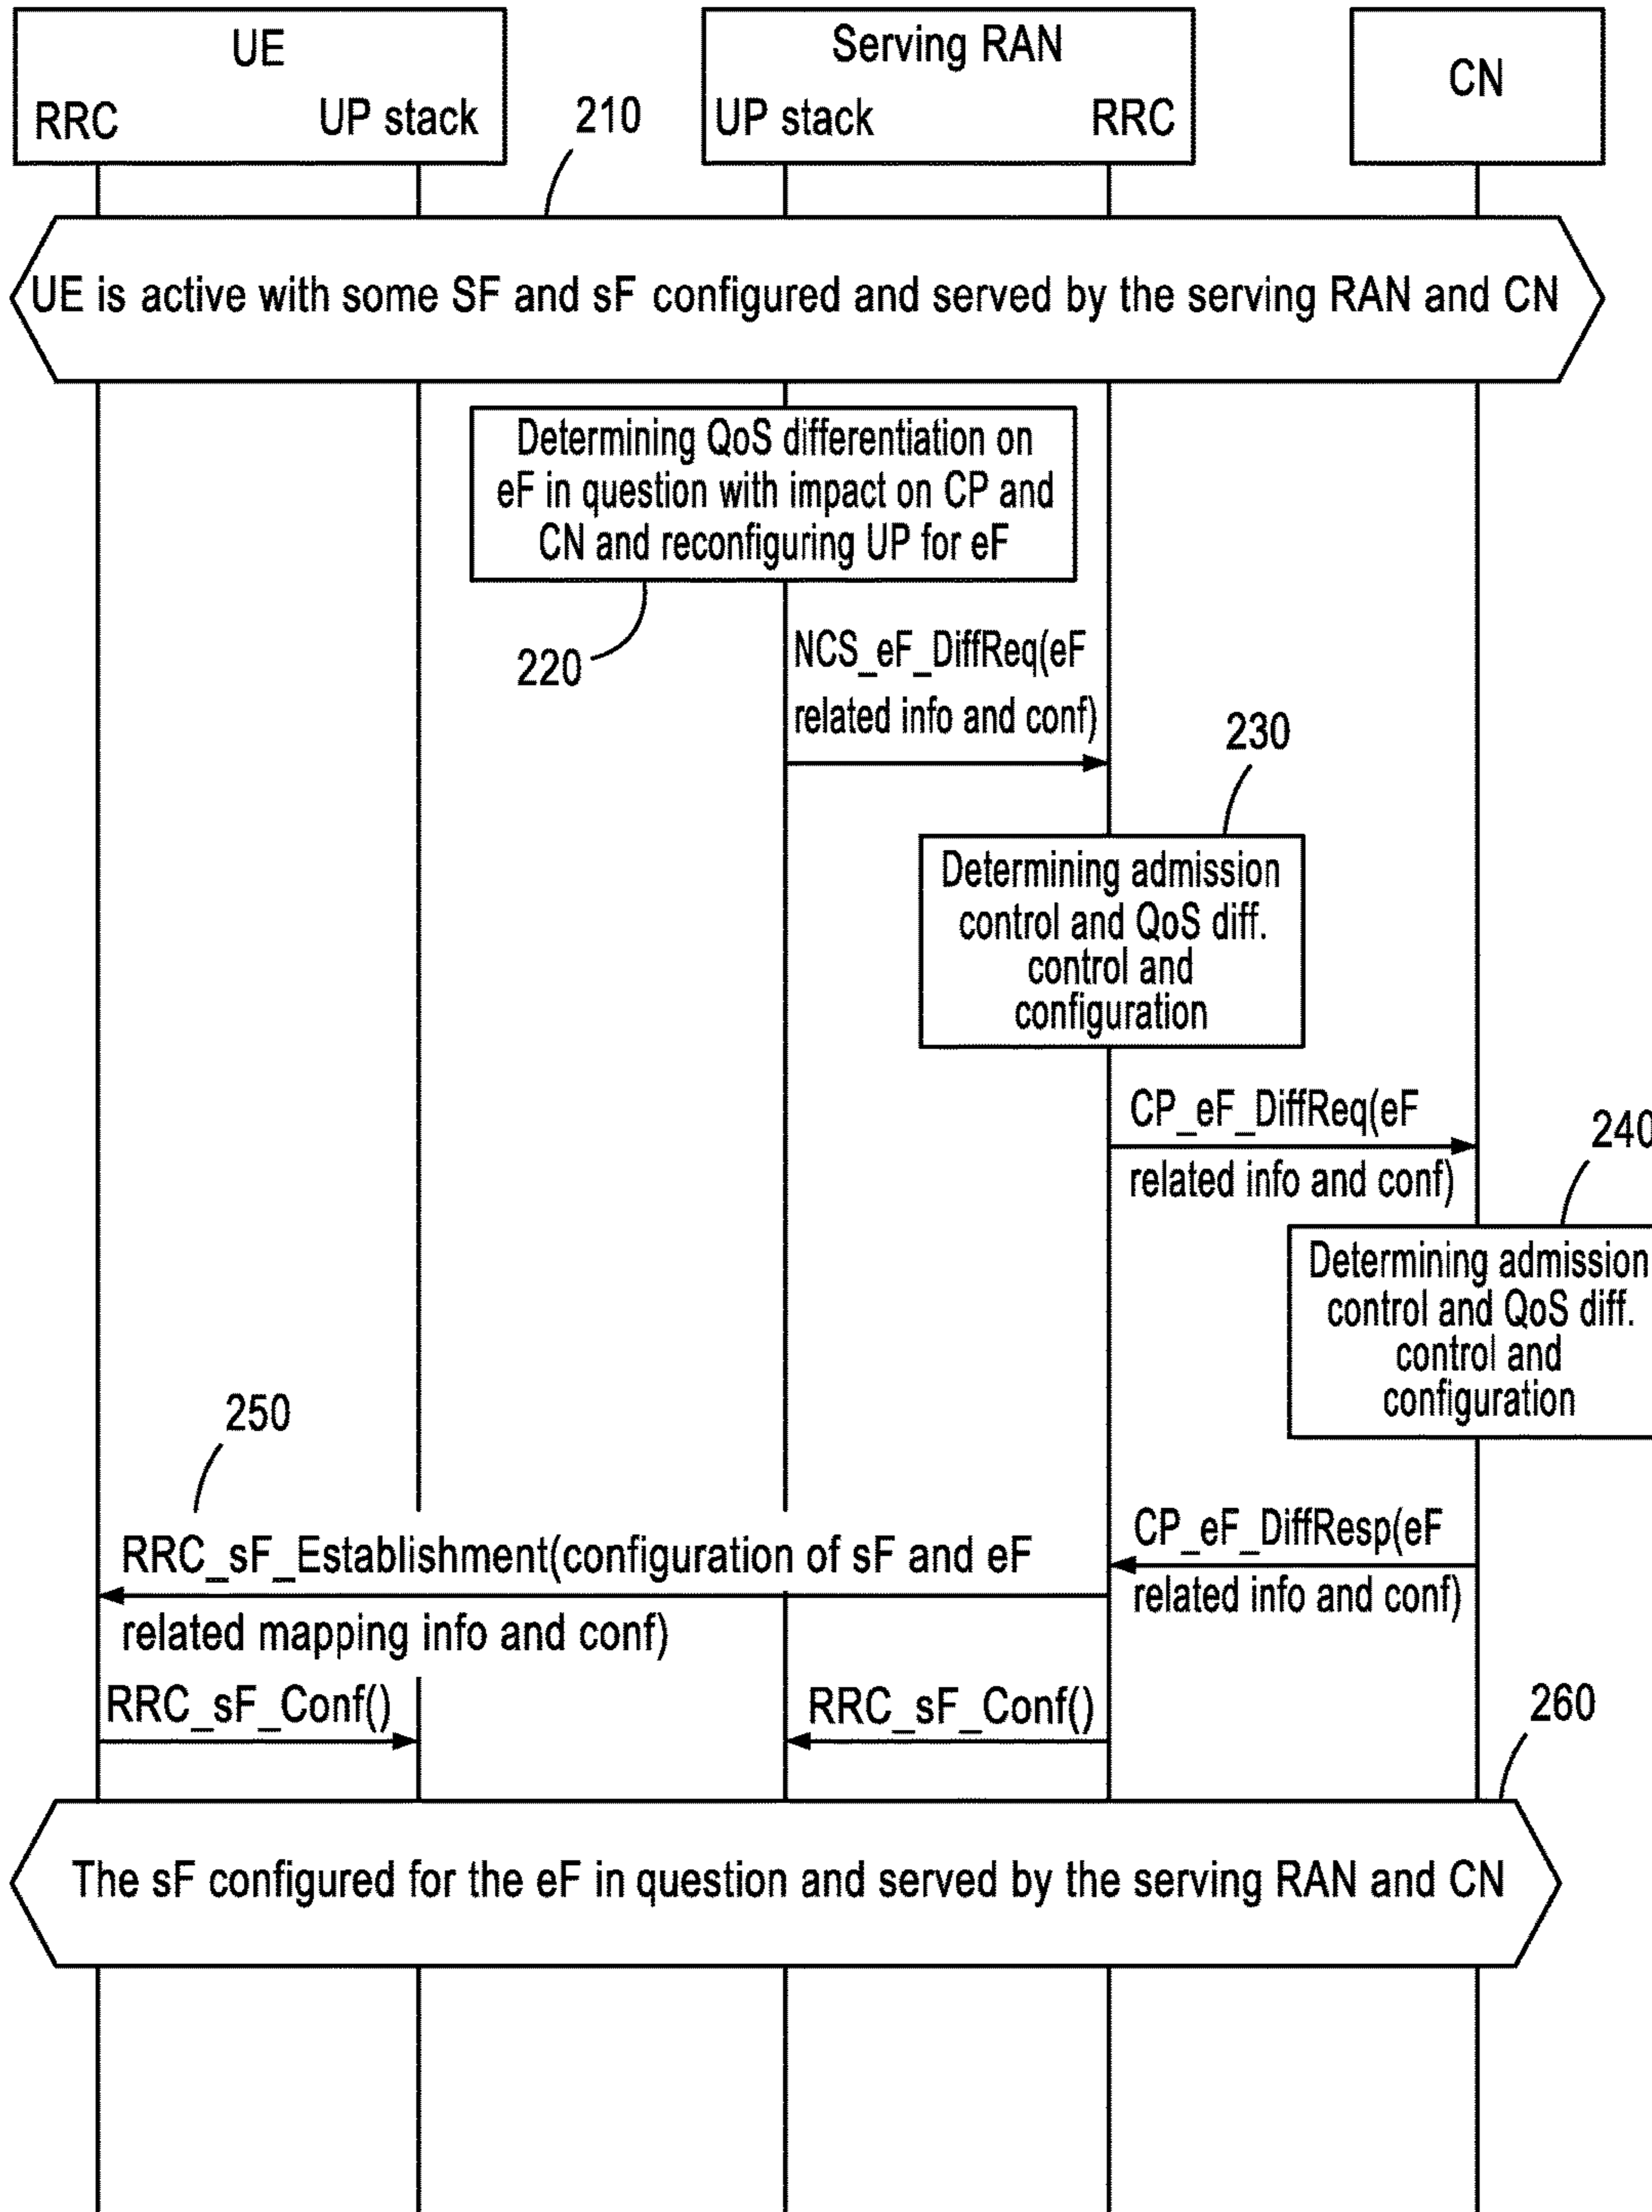 UE
RRC
UP stack
Serving RAN
UP stack
RRC
CN
210
UE is active with some SF and sF configured and served by the serving RAN and CN
Determining QoS differentiation on
eF in question with impact on CP and
CN and reconfiguring UP for eF
220
NCS_eF_DiffReq(eF
related info and conf)
230
Determining admission
control and QoS diff.
control and
configuration
CP_eF_DiffReq(eF
related info and conf)
240
Determining admission
control and QoS diff.
control and
configuration
250
CP_eF_DiffResp(eF
related info and conf)
RRC_sF_Establishment(configuration of sF and eF
related mapping info and conf)
RRC_sF_Conf()
RRC_sF_Conf()
260
The sF configured for the eF in question and served by the serving RAN and CN